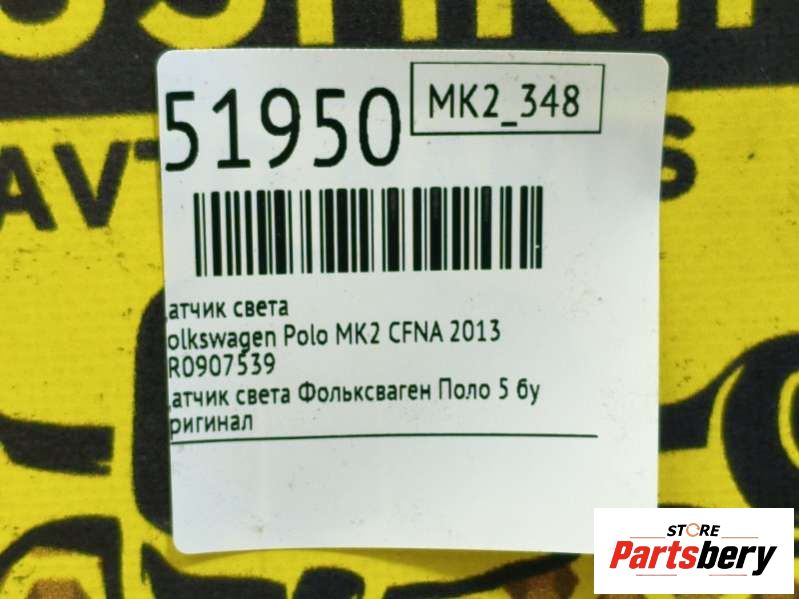 51950
MK2_348
атчик света
olkswagen Polo MK2 CFNA 2013
R0907539
атчик света Фольксваген Поло 5 бу
ригинал
STORE
Partsbery